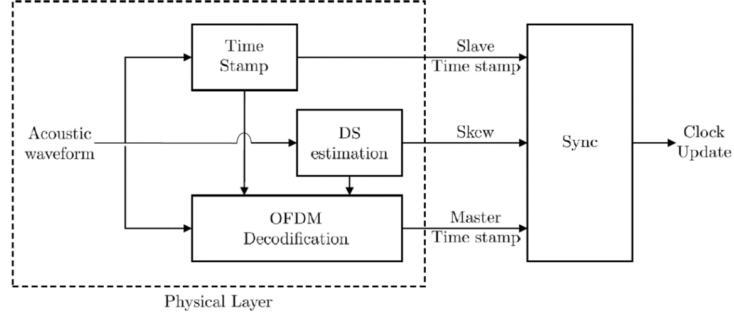 Time
Stamp
Slave
Time stamp
Acoustic
waveform
DS
estimation
Skew
Sync
Clock
Update
OFDM
Decodification
Master
Time stamp
Physical Layer